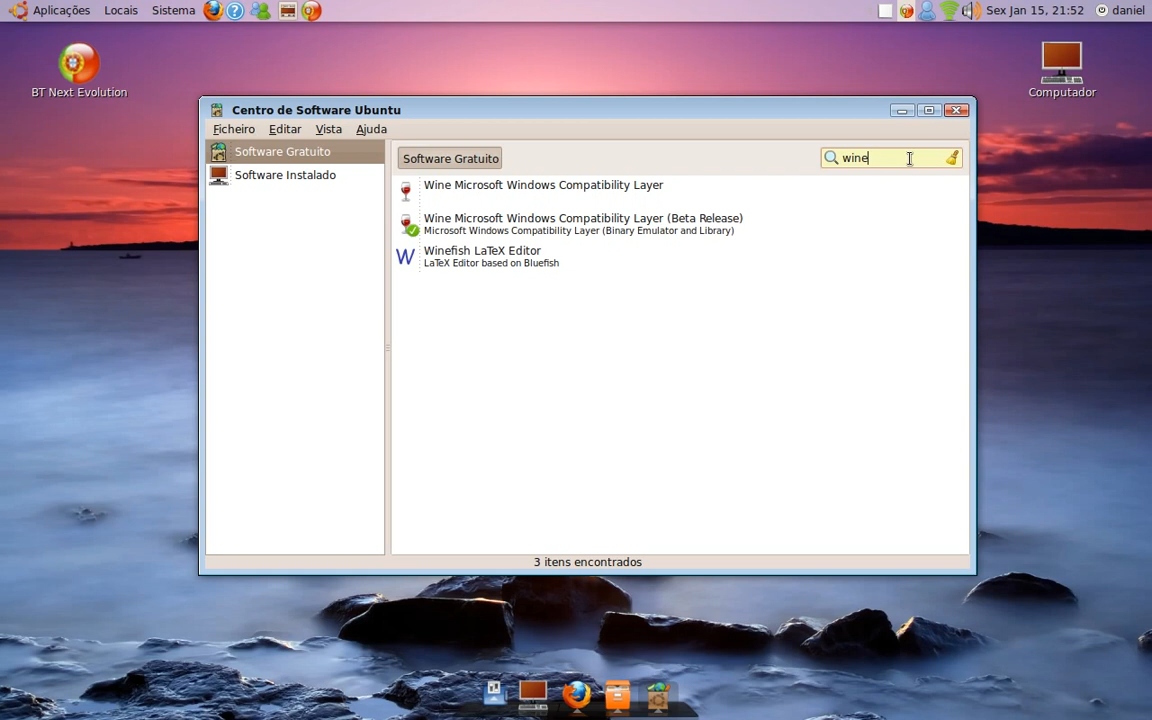 Aplicações Locais Sistema Sex Jan 15, 21:52 daniel
BT Next Evolution
Computador
Centro de Software Ubuntu
Ficheiro Editar Vista Ajuda
Software Gratuito
Software Instalado
Software Gratuito
wine
Wine Microsoft Windows Compatibility Layer
Wine Microsoft Windows Compatibility Layer (Beta Release)
Microsoft Windows Compatibility Layer (Binary Emulator and Library)
Winefish LaTeX Editor
LaTeX Editor based on Bluefish
3 itens encontrados